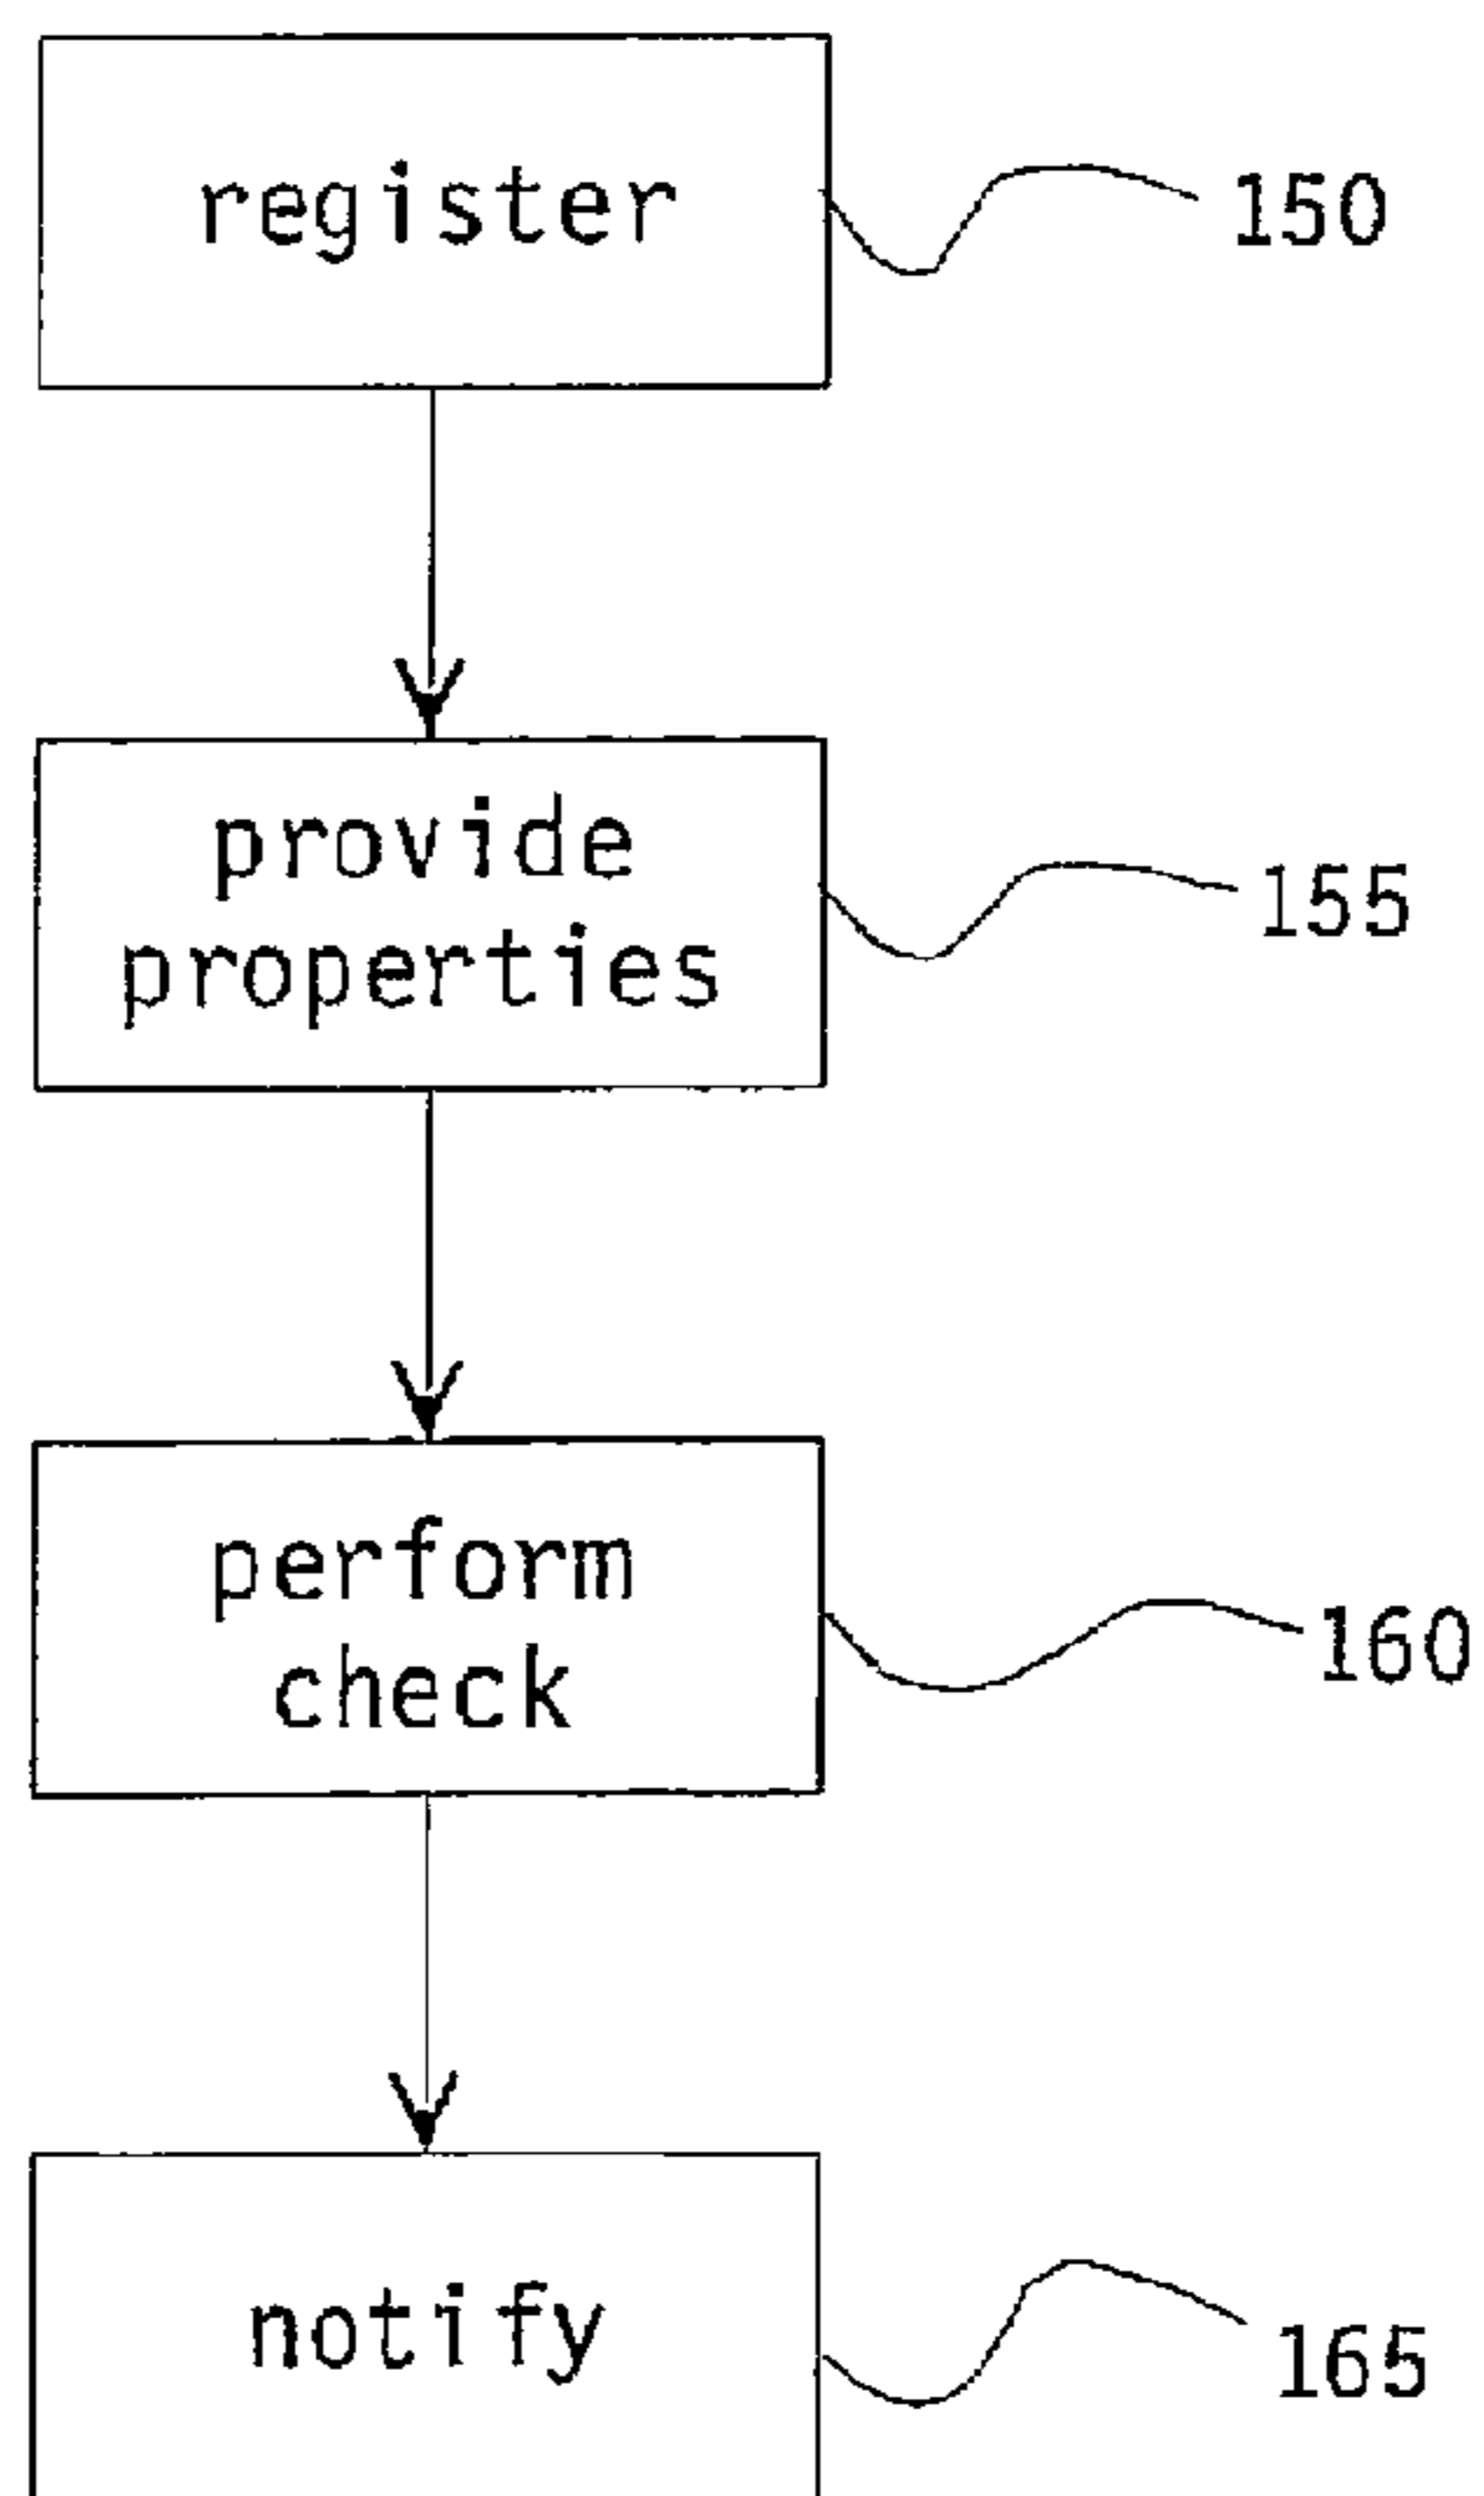 register
150
provide
properties
155
perform
check
160
notify
165